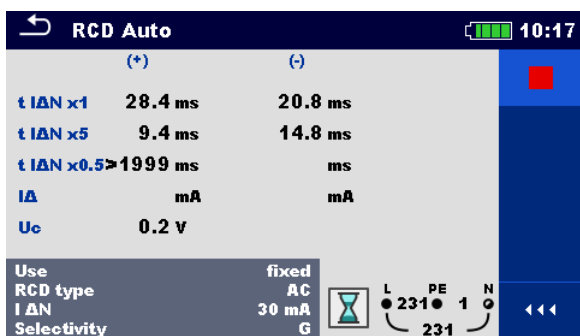 RCD Auto 10:17
(+) (-)
t IΔN x1 28.4 ms 20.8 ms
t IΔN x5 9.4 ms 14.8 ms
t IΔN x0.5 >1999 ms ms
IΔ mA mA
Uc 0.2 V
Use fixed
RCD type AC
I ΔN 30 mA
Selectivity G
L PE N
231 1
231